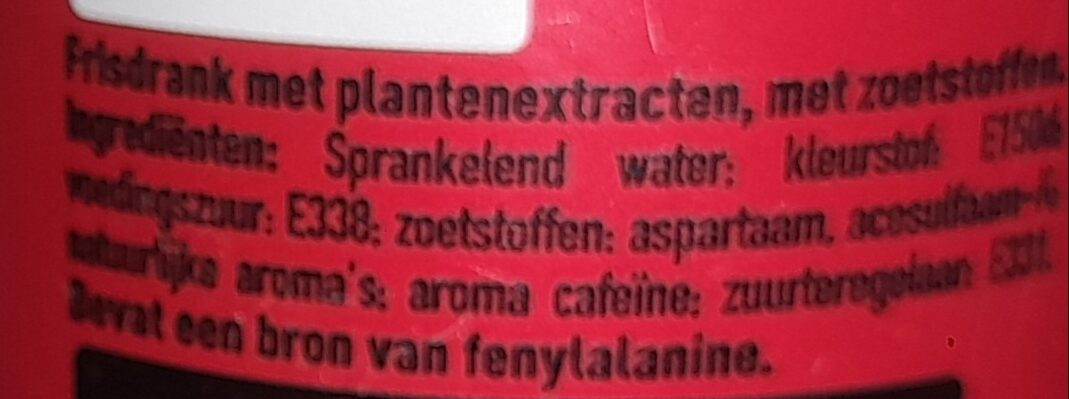 Frisdrank met plantenextracten, met zoetstoffen.
Ingrediënten: Sprankelend water; kleurstof: E150d
voedingszuur: E338; zoetstoffen: aspartaam, acesulfaam-K
natuurlijke aroma's; aroma cafeïne; zuurteregelaar: E331.
Bevat een bron van fenylalanine.